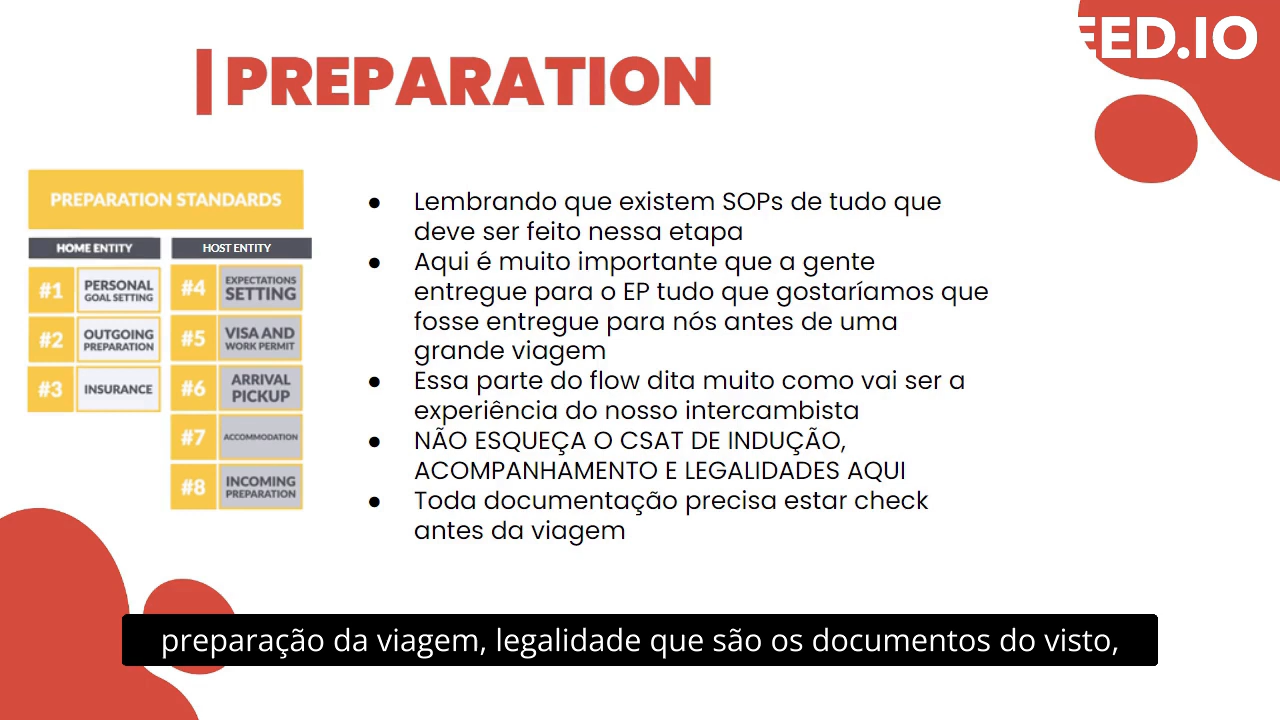 EED.IO
PREPARATION
PREPARATION STANDARDS
HOME ENTITY
HOST ENTITY
#1 PERSONAL
GOAL SETTING
#2 OUTGOING
PREPARATION
#3 INSURANCE
#4 EXPECTATIONS
SETTING
#5 VISA AND
WORK PERMIT
#6 ARRIVAL
PICKUP
#7 ACCOMMODATION
#8 INCOMING
PREPARATION
● Lembrando que existem SOPs de tudo que
deve ser feito nessa etapa
● Aqui é muito importante que a gente
entregue para o EP tudo que gostaríamos que
fosse entregue para nós antes de uma
grande viagem
● Essa parte do flow dita muito como vai ser a
experiência do nosso intercambista
● NÃO ESQUEÇA O CSAT DE INDUÇÃO,
ACOMPANHAMENTO E LEGALIDADES AQUI
● Toda documentação precisa estar check
antes da viagem
preparação da viagem, legalidade que são os documentos do visto,